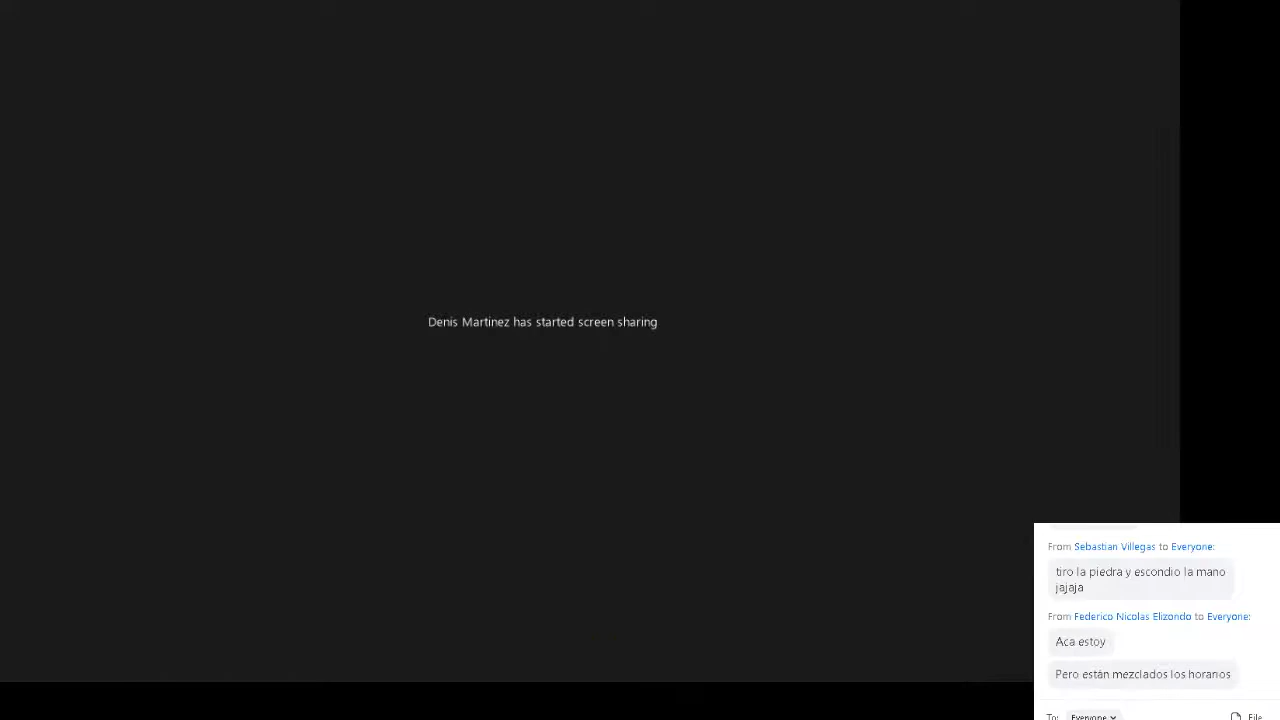 Denis Martinez has started screen sharing
From Sebastian Villegas to Everyone:
tiro la piedra y escondio la mano
jajaja
From Federico Nicolas Elizondo to Everyone:
Aca estoy
Pero están mezclados los horarios
To: Everyone File